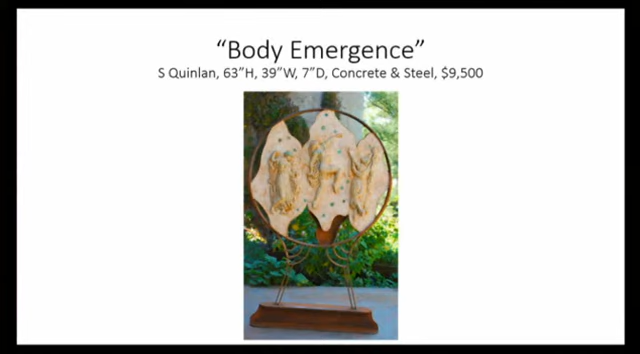 “Body Emergence”
S Quinlan, 63”H, 39”W, 7”D, Concrete & Steel, $9,500